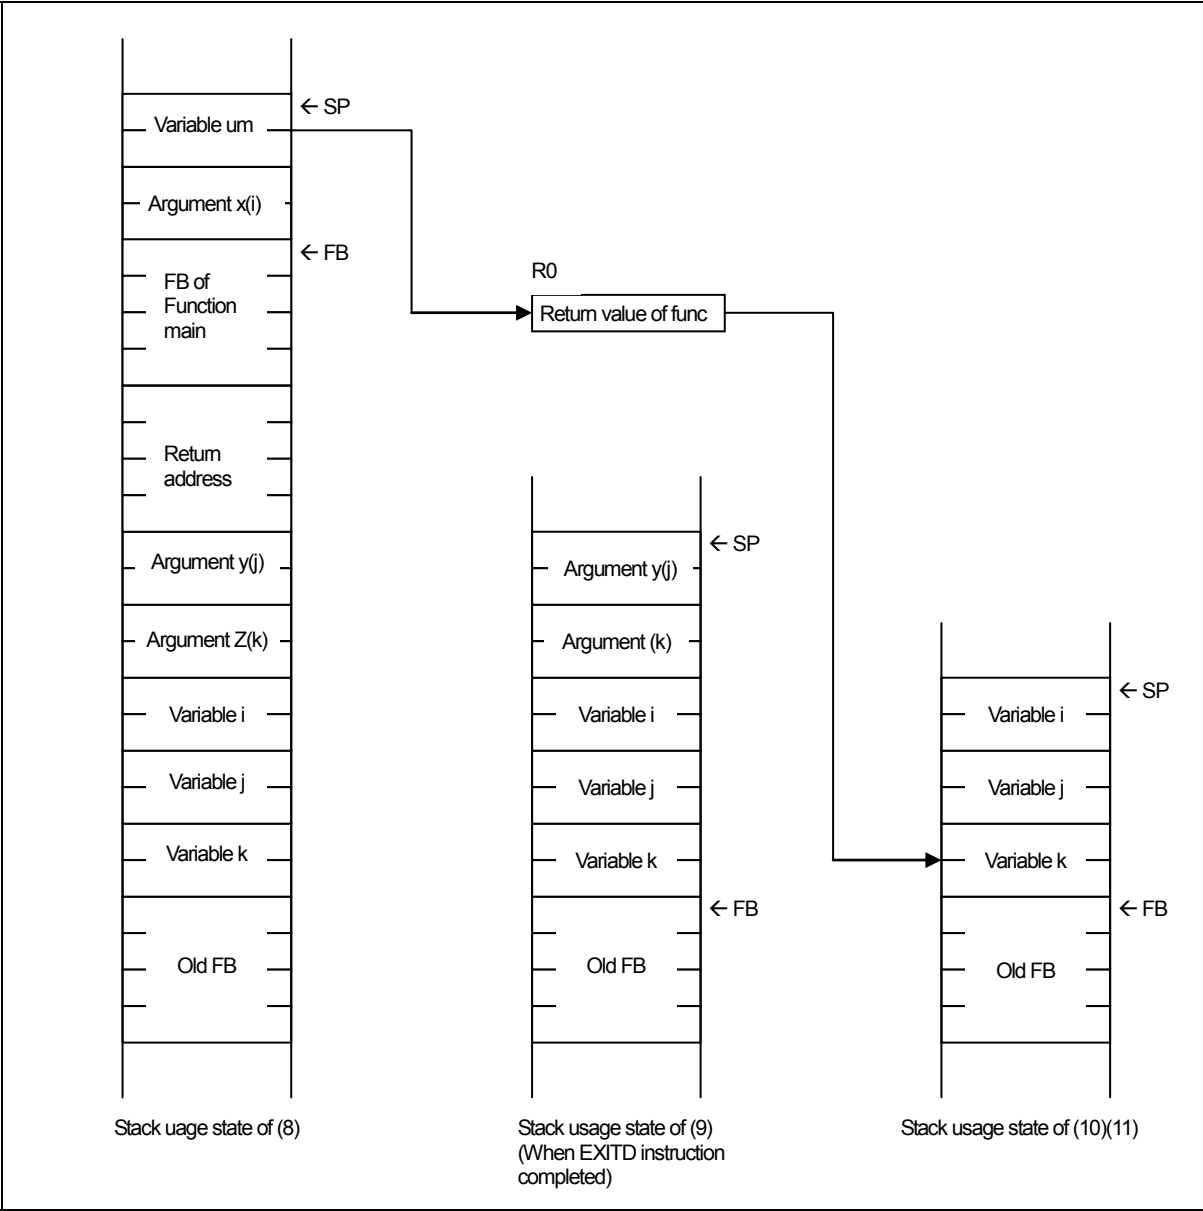 ← SP
Variable um
Argument x(i)
← FB
FB of
Function
main
Return
address
Argument y(j)
Argument Z(k)
Variable i
Variable j
Variable k
Old FB
Stack uage state of (8)
R0
Return value of func
← SP
Argument y(j)
Argument (k)
Variable i
Variable j
Variable k
← FB
Old FB
Stack usage state of (9)
(When EXITD instruction
completed)
← SP
Variable i
Variable j
Variable k
← FB
Old FB
Stack usage state of (10)(11)